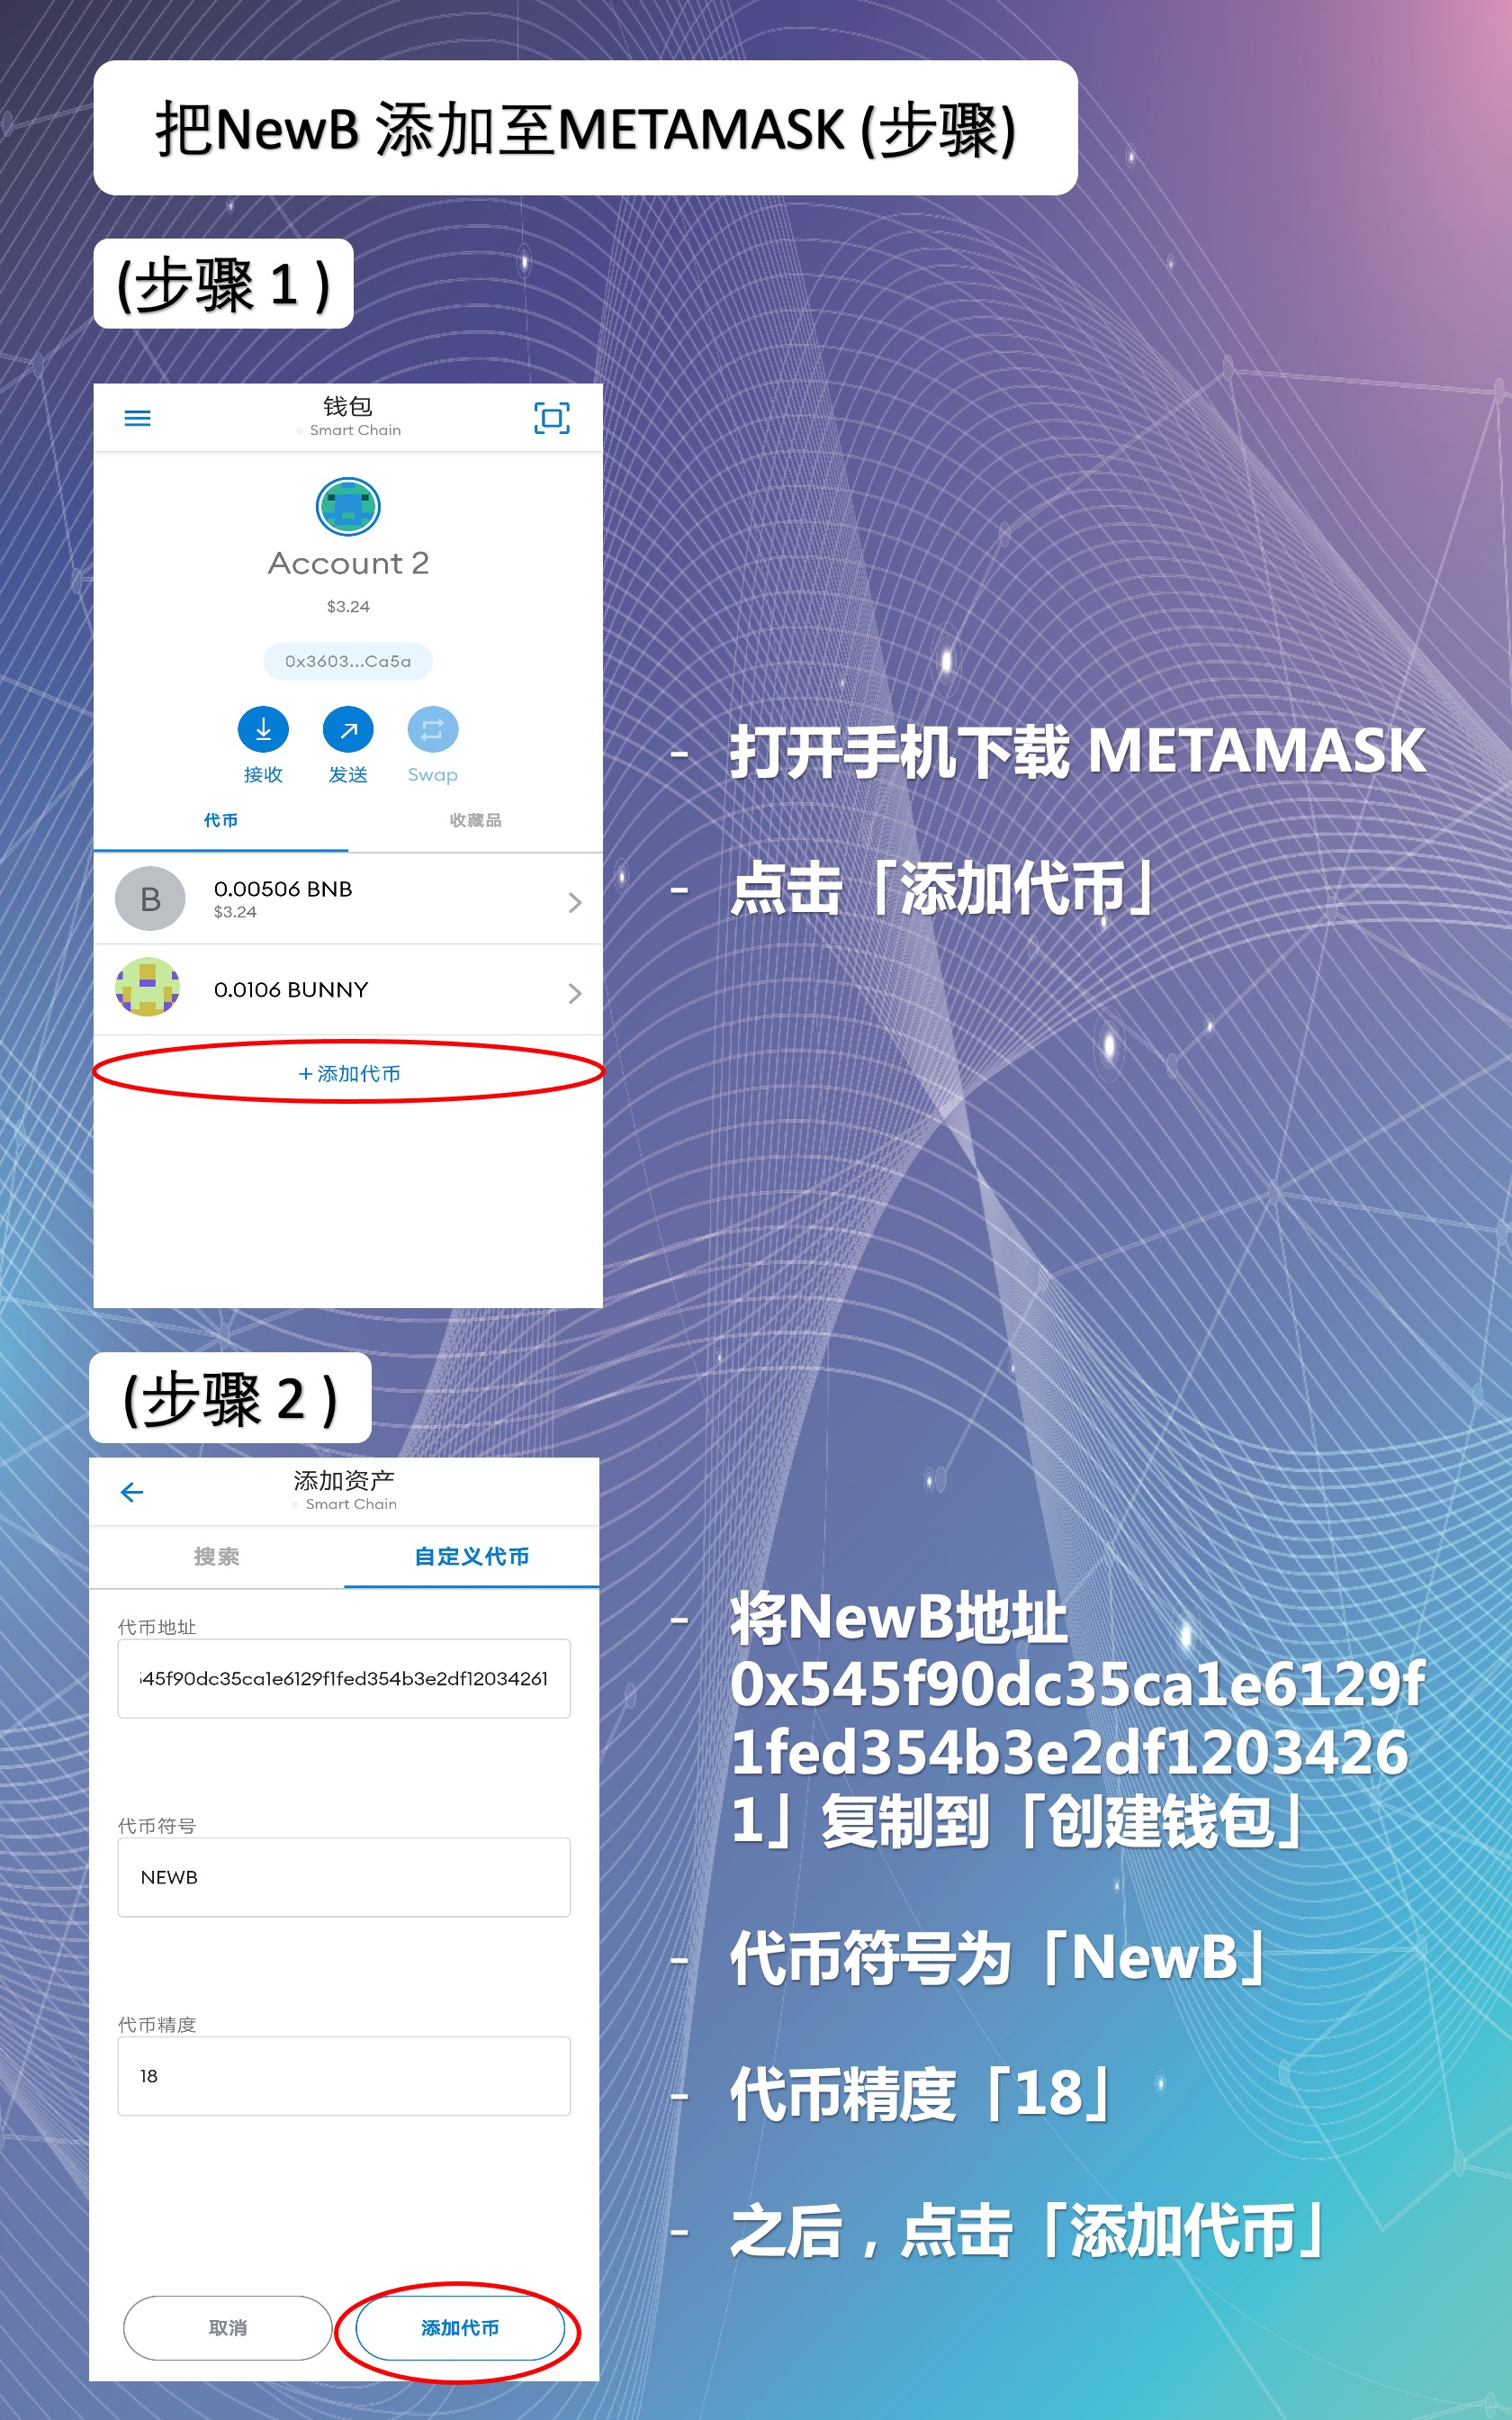 把NewB 添加至METAMASK (步骤)
(步骤 1 )
钱包
Smart Chain
Account 2
$3.24
0x3603...Ca5a
接收
发送
Swap
代币
收藏品
B
0.00506 BNB
$3.24
0.0106 BUNNY
+ 添加代币
- 打开手机下载 METAMASK
- 点击「添加代币」
(步骤 2 )
添加资产
Smart Chain
搜索
自定义代币
代币地址
45f90dc35ca1e6129f1fed354b3e2df12034261
代币符号
NEWB
代币精度
18
取消
添加代币
- 将NewB地址
0x545f90dc35ca1e6129f
1fed354b3e2df1203426
1」复制到「创建钱包」
- 代币符号为「NewB」
- 代币精度「18」
- 之后，点击「添加代币」